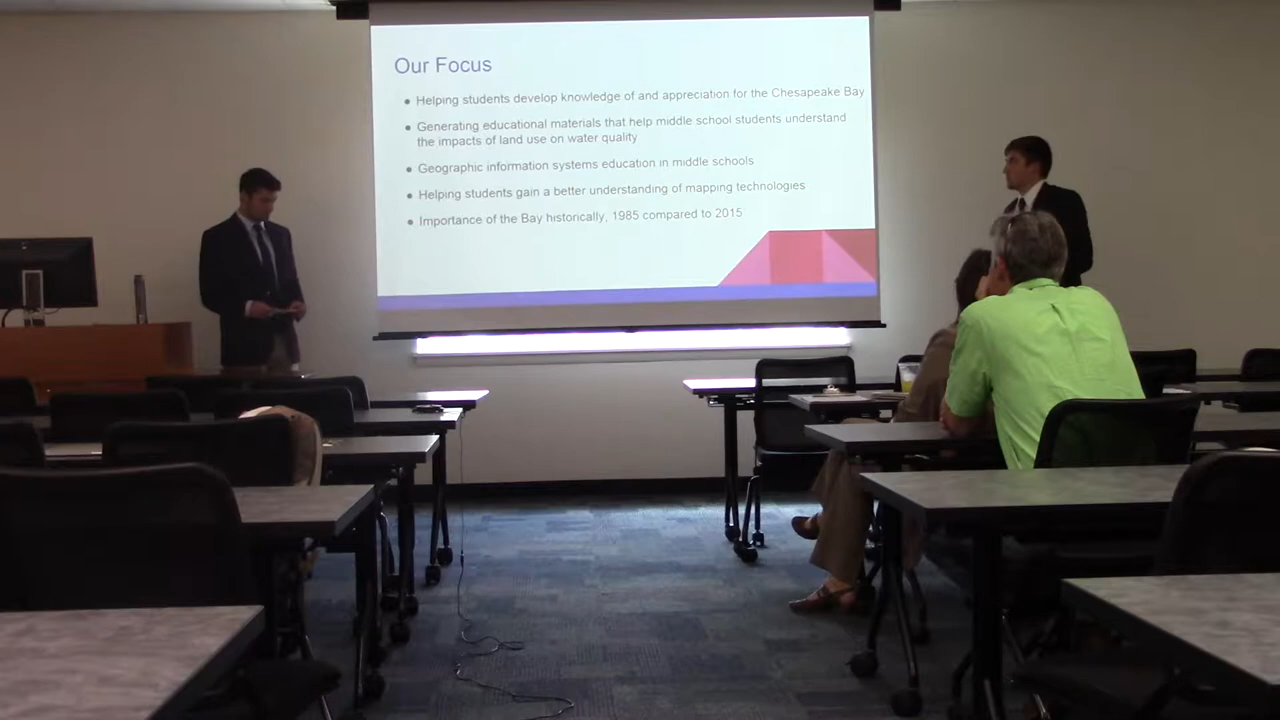 Our Focus
• Helping students develop knowledge of and appreciation for the Chesapeake Bay
• Generating educational materials that help middle school students understand
the impacts of land use on water quality
• Geographic information systems education in middle schools
• Helping students gain a better understanding of mapping technologies
• Importance of the Bay historically, 1985 compared to 2015